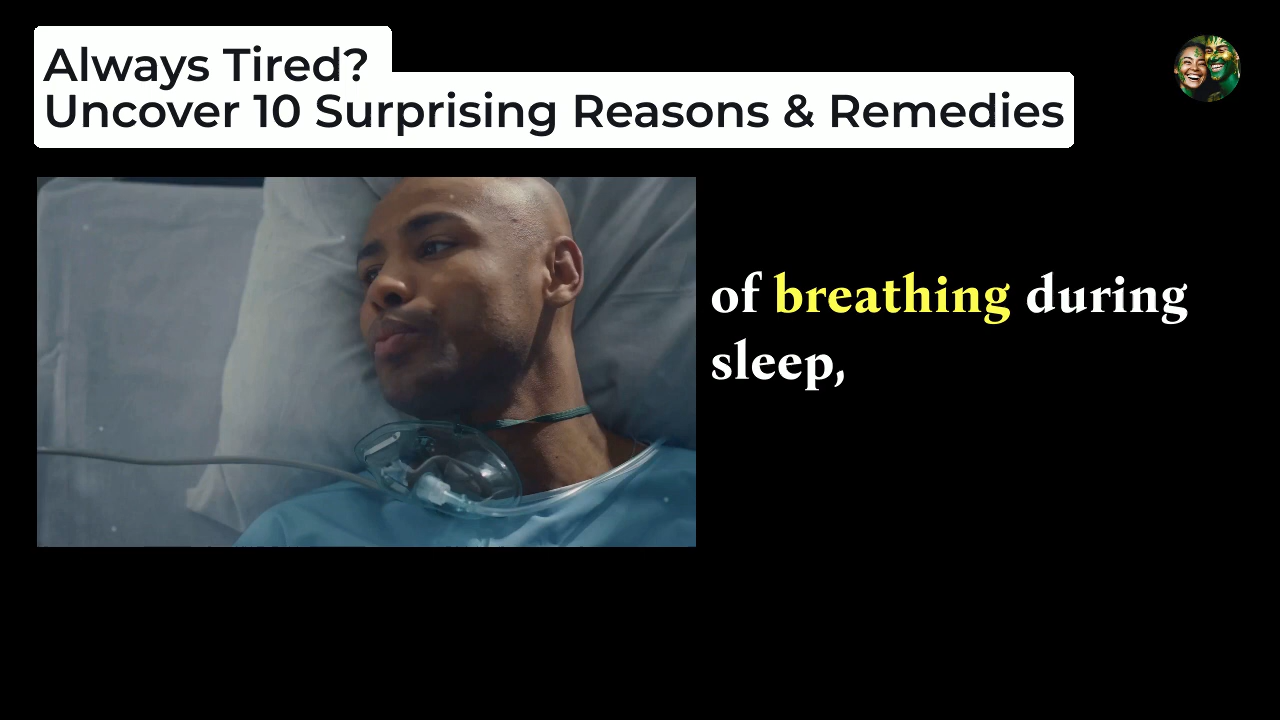 Always Tired?
Uncover 10 Surprising Reasons & Remedies
of breathing during
sleep,